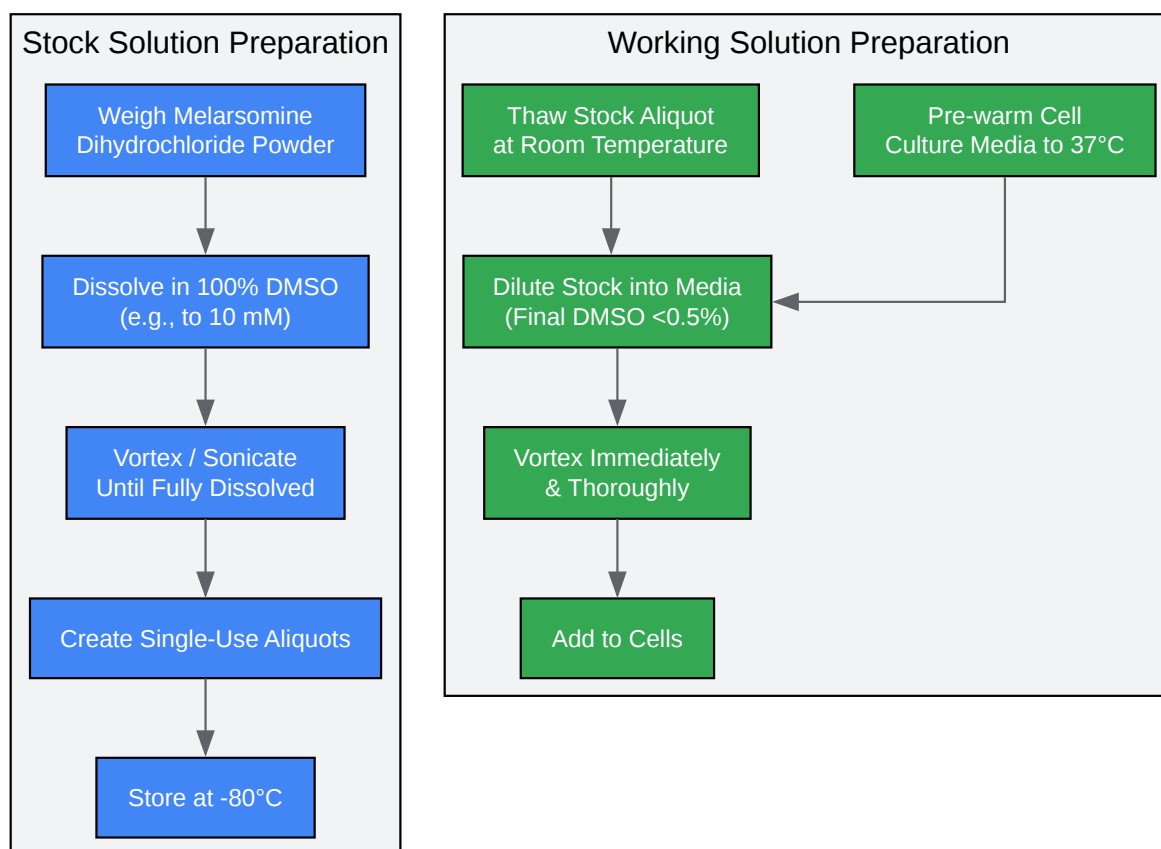 Stock Solution Preparation
Weigh Melarsomine
Dihydrochloride Powder
Dissolve in 100% DMSO
(e.g., to 10 mM)
Vortex / Sonicate
Until Fully Dissolved
Create Single-Use Aliquots
Store at -80°C
Working Solution Preparation
Thaw Stock Aliquot
at Room Temperature
Pre-warm Cell
Culture Media to 37°C
Dilute Stock into Media
(Final DMSO <0.5%)
Vortex Immediately
& Thoroughly
Add to Cells